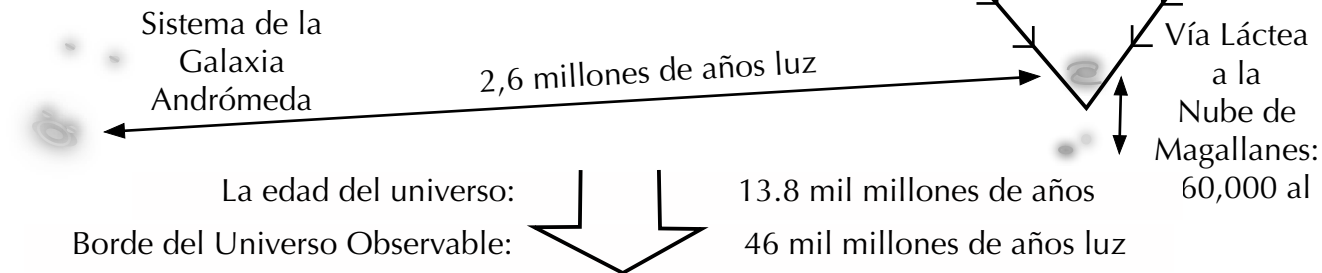 Sistema de la
Galaxia
Andrómeda
2,6 millones de años luz
Vía Láctea
a la
Nube de
Magallanes:
60,000 al
La edad del universo: 13.8 mil millones de años
Borde del Universo Observable: 46 mil millones de años luz